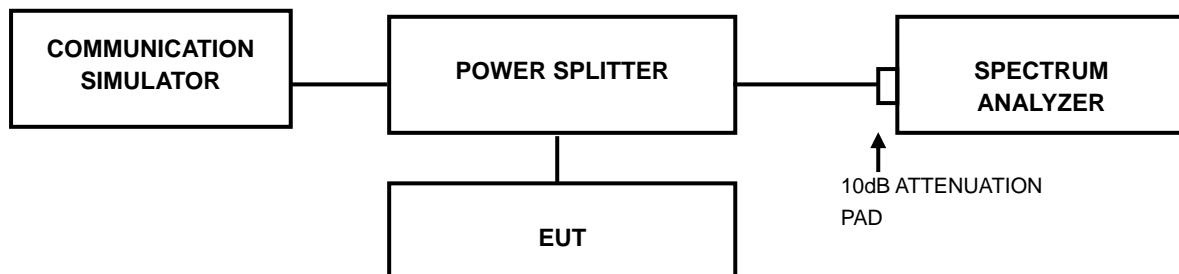 COMMUNICATION
SIMULATOR
POWER SPLITTER
SPECTRUM
ANALYZER
10dB ATTENUATION
PAD
EUT